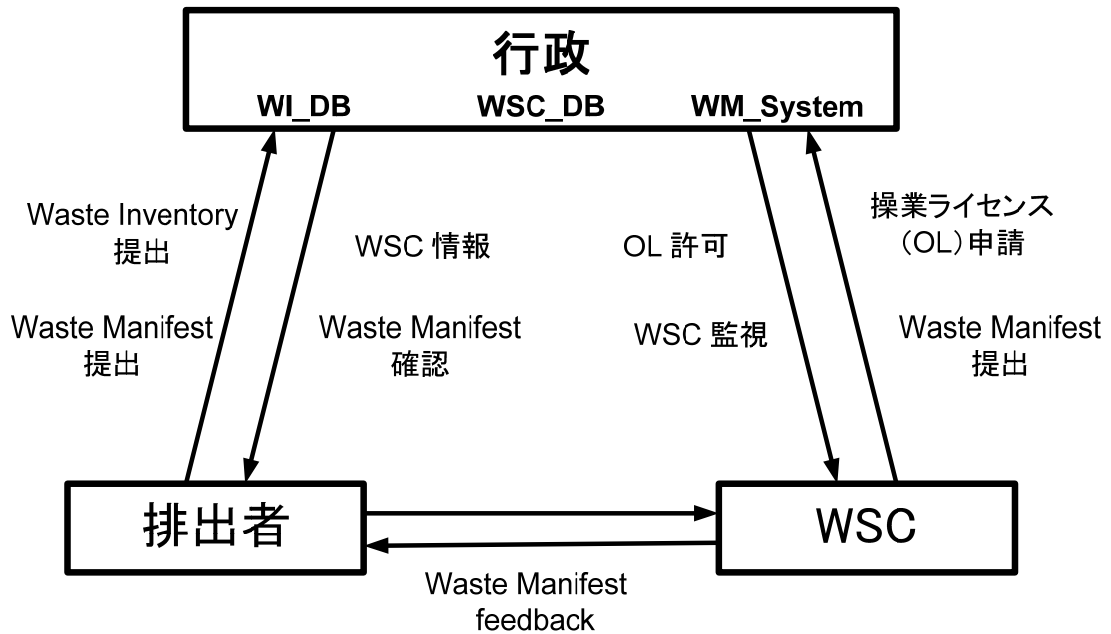 行政
WI_DB WSC_DB WM_System
Waste Inventory
提出
Waste Manifest
提出
WSC 情報
Waste Manifest
確認
OL 許可
WSC 監視
操業ライセンス
(OL)申請
Waste Manifest
提出
排出者
WSC
Waste Manifest
feedback